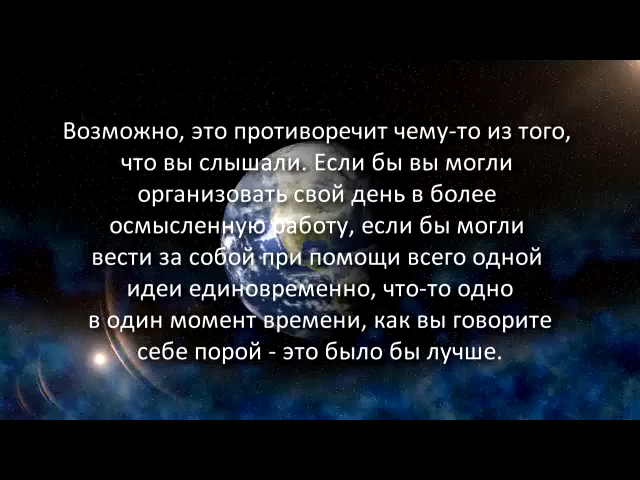 Возможно, это противоречит чему-то из того,
что вы слышали. Если бы вы могли
организовать свой день в более
осмысленную работу, если бы могли
вести за собой при помощи всего одной
идеи единовременно, что-то одно
в один момент времени, как вы говорите
себе порой - это было бы лучше.